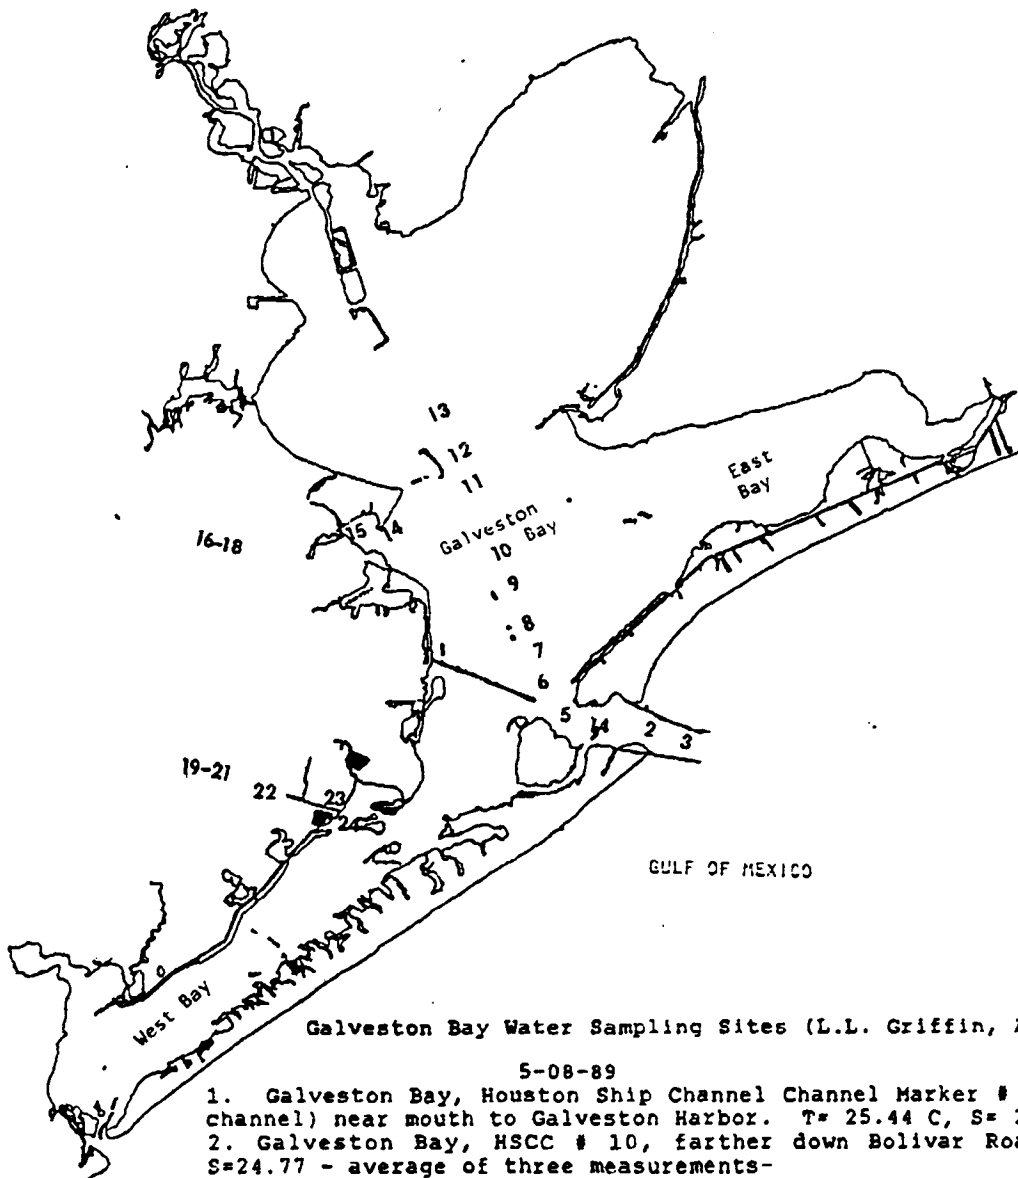 13
12
11
East
Bay
Galveston
10 Bay
16-18
15
14
9
8
7
1
6
5
14
2
3
19-21
22
23
GULF OF MEXICO
West Bay
Galveston Bay Water Sampling Sites (L.L. Griffin,
5-08-89
1. Galveston Bay, Houston Ship Channel Channel Marker #
channel) near mouth to Galveston Harbor. T= 25.44 C, S=
2. Galveston Bay, HSCC # 10, farther down Bolivar
S=24.77 - average of three measurements-